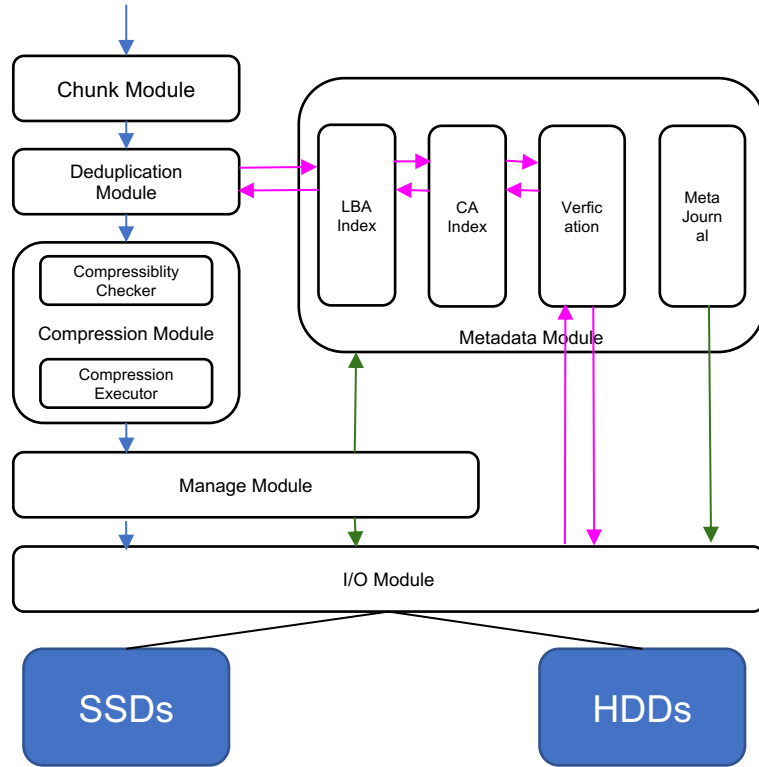 Chunk Module
Deduplication
Module
Compressiblity
Checker
Compression Module
Compression
Executor
LBA
Index
CA
Index
Verfic
ation
Meta
Journ
al
Metadata Module
Manage Module
I/O Module
SSDs
HDDs